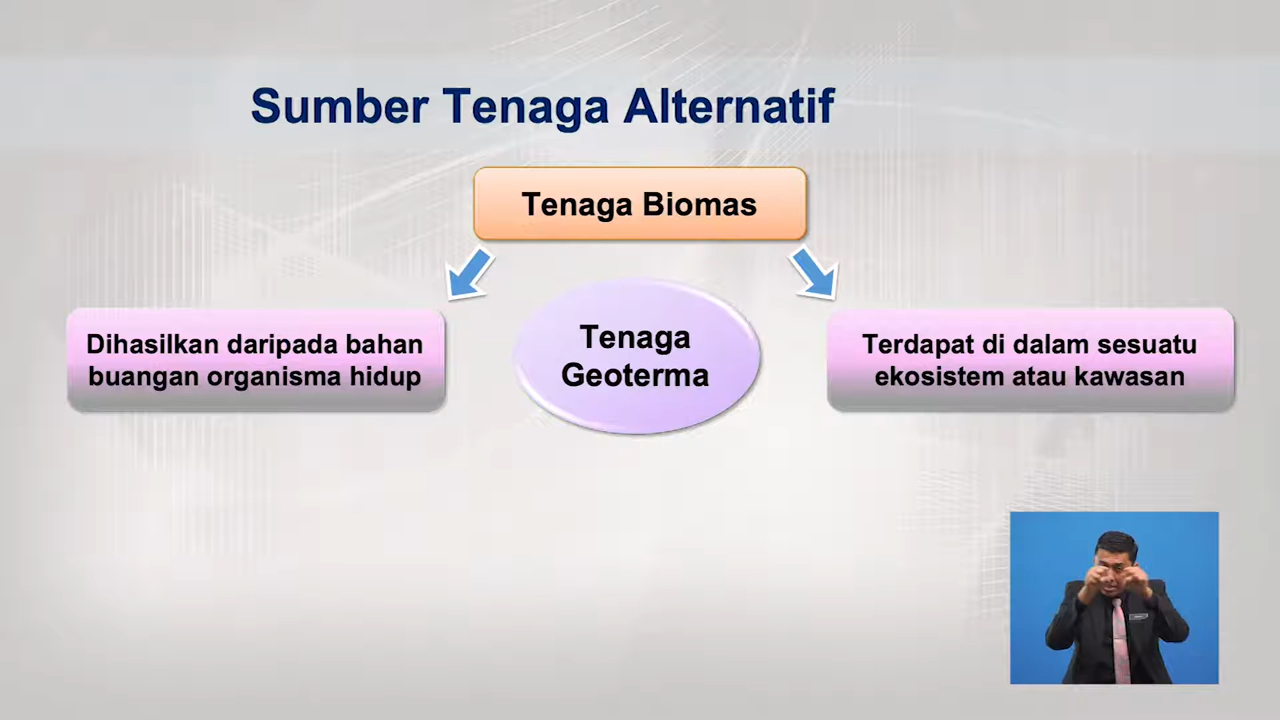 Sumber Tenaga Alternatif
Tenaga Biomas
Dihasilkan daripada bahan
buangan organisma hidup
Tenaga
Geoterma
Terdapat di dalam sesuatu
ekosistem atau kawasan